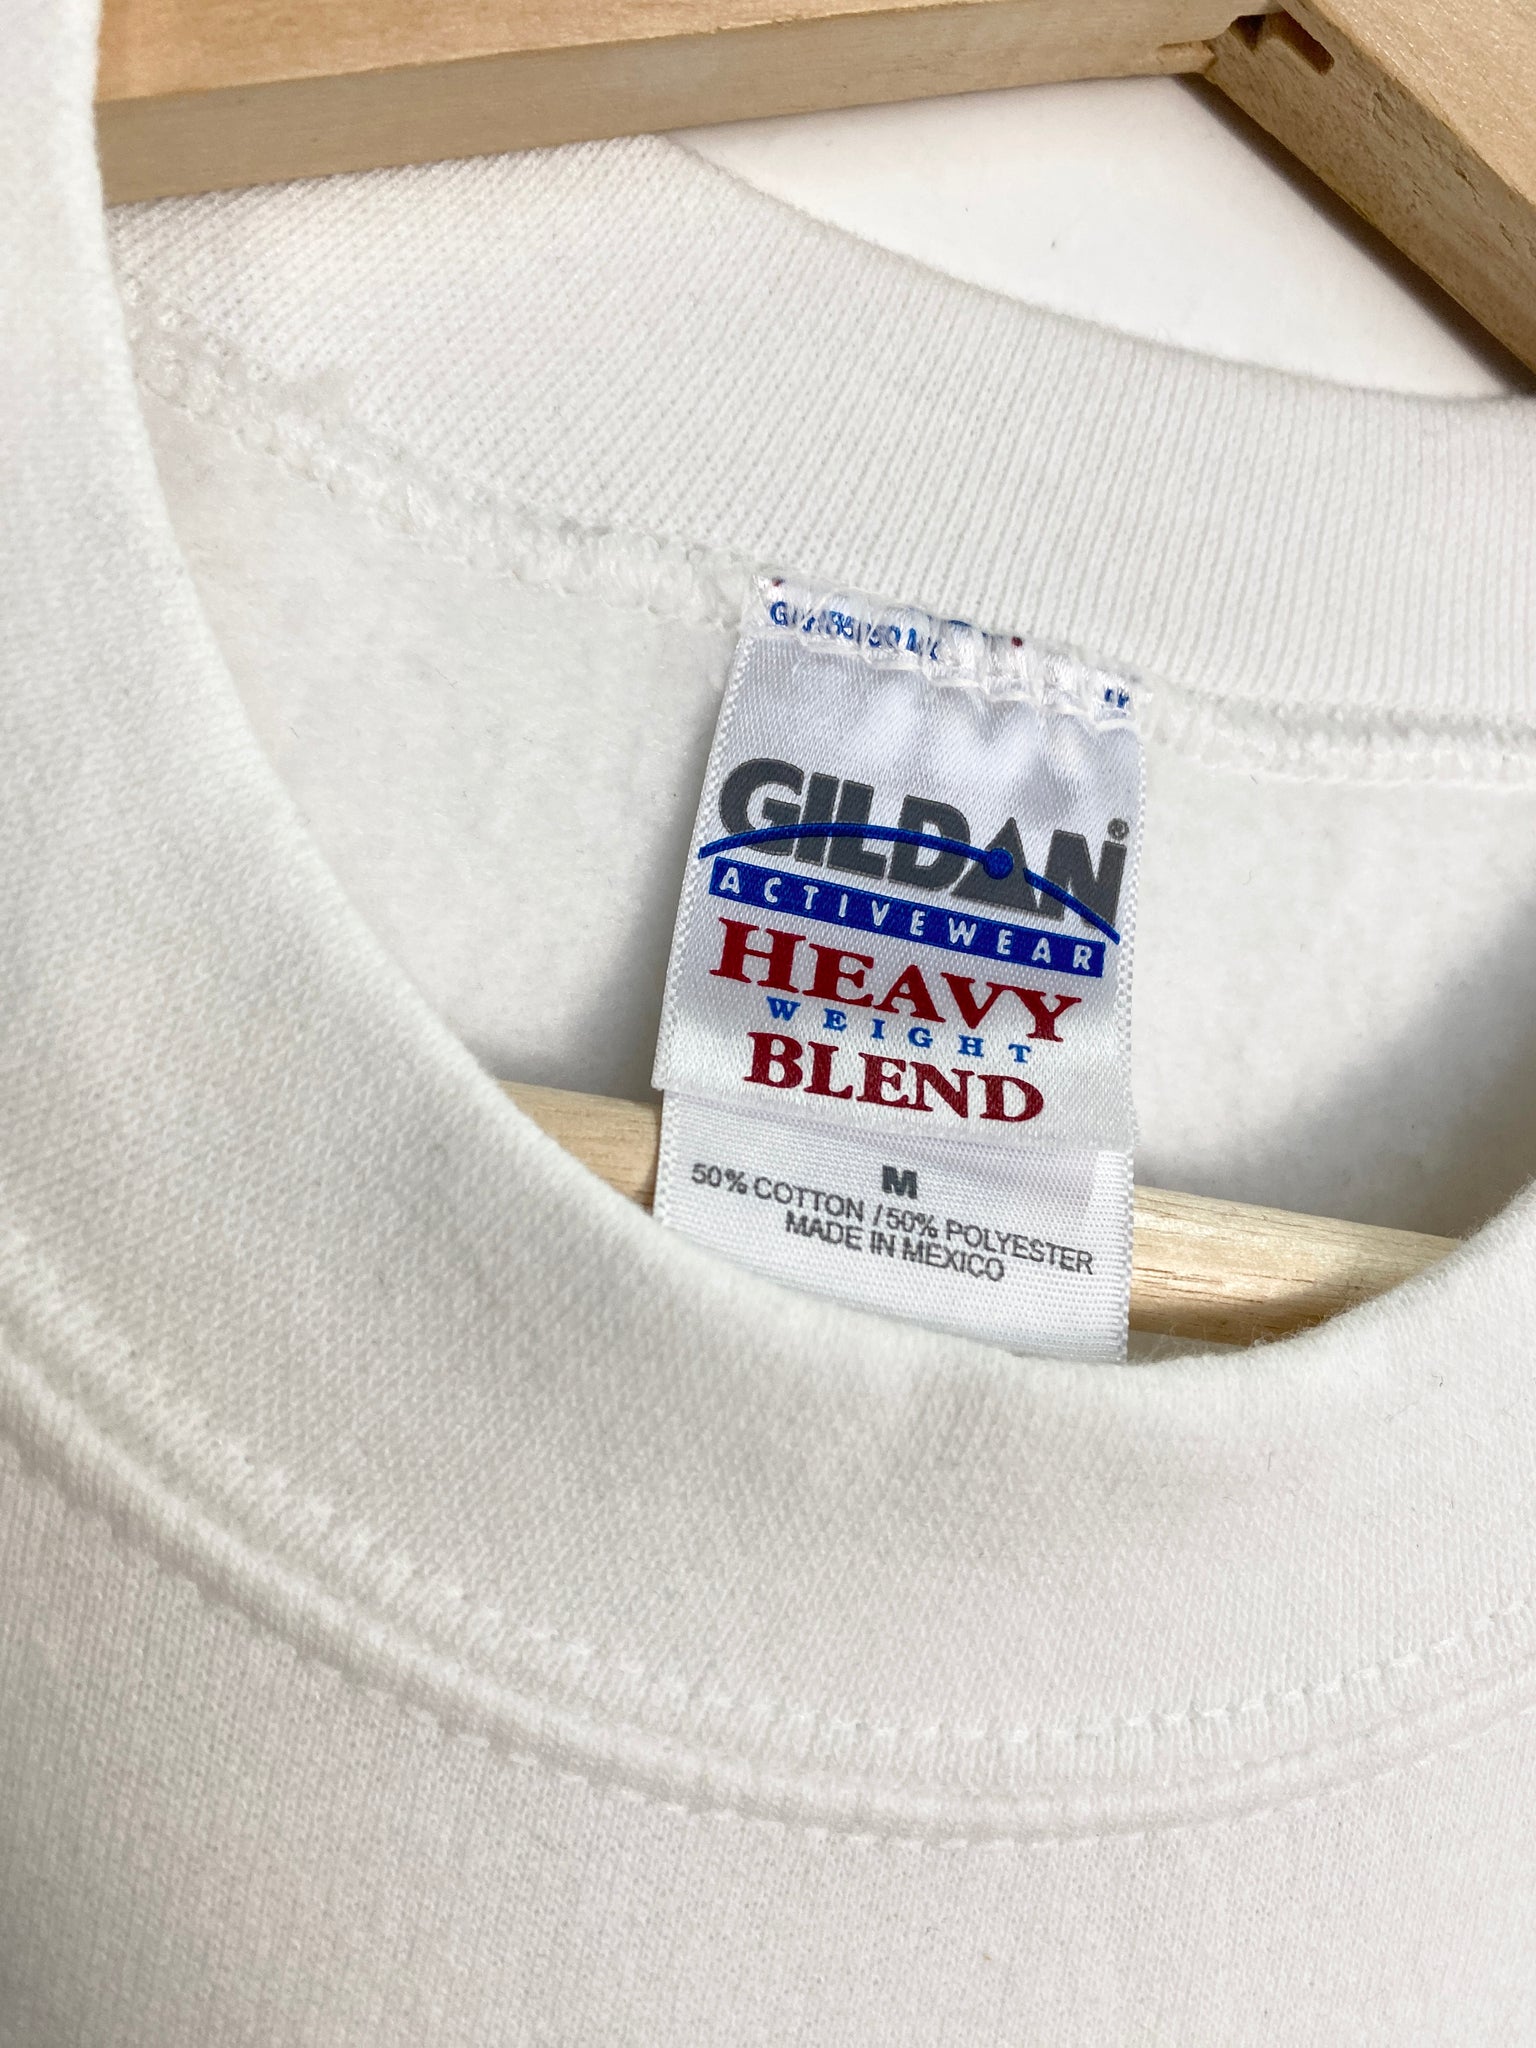 GILDAN®
ACTIVEWEAR
HEAVY
WEIGHT
BLEND
M
50% COTTON / 50% POLYESTER
MADE IN MEXICO